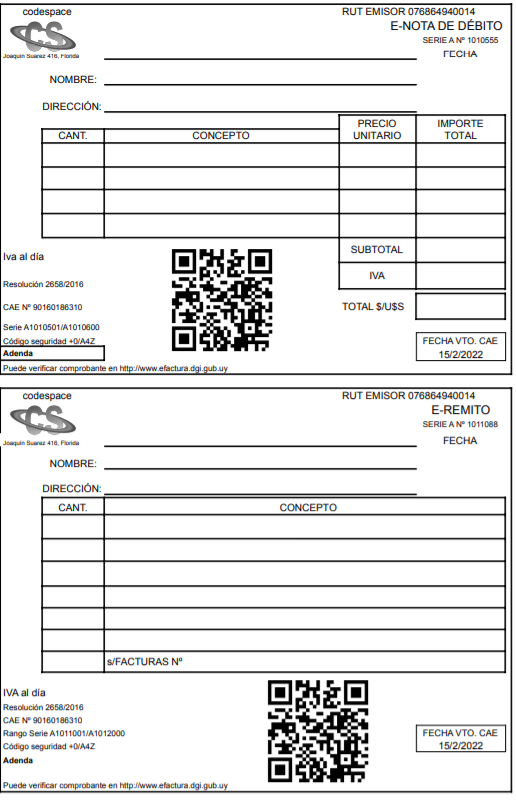 codespace
RUT EMISOR 076864940014
E-NOTA DE DÉBITO
CS
SERIE A Nº 1010555
Joaquín Suarez 416, Florida
FECHA
NOMBRE:
DIRECCIÓN:
CANT. CONCEPTO PRECIO UNITARIO IMPORTE TOTAL
SUBTOTAL
Iva al día
IVA
Resolución 2658/2016
CAE Nº 90160186310
TOTAL $/U$S
Serie A1010501/A1010600
Código seguridad +0/A4Z
FECHA VTO. CAE
Adenda
15/2/2022
Puede verificar comprobante en http://www.efactura.dgi.gub.uy
codespace
RUT EMISOR 076864940014
E-REMITO
CS
SERIE A Nº 1011088
Joaquín Suarez 416, Florida
FECHA
NOMBRE:
DIRECCIÓN:
CANT. CONCEPTO
s/FACTURAS Nº
IVA al día
Resolución 2658/2016
CAE Nº 90160186310
Rango Serie A1011001/A1012000
FECHA VTO. CAE
Código seguridad +0/A4Z
15/2/2022
Adenda
Puede verificar comprobante en http://www.efactura.dgi.gub.uy